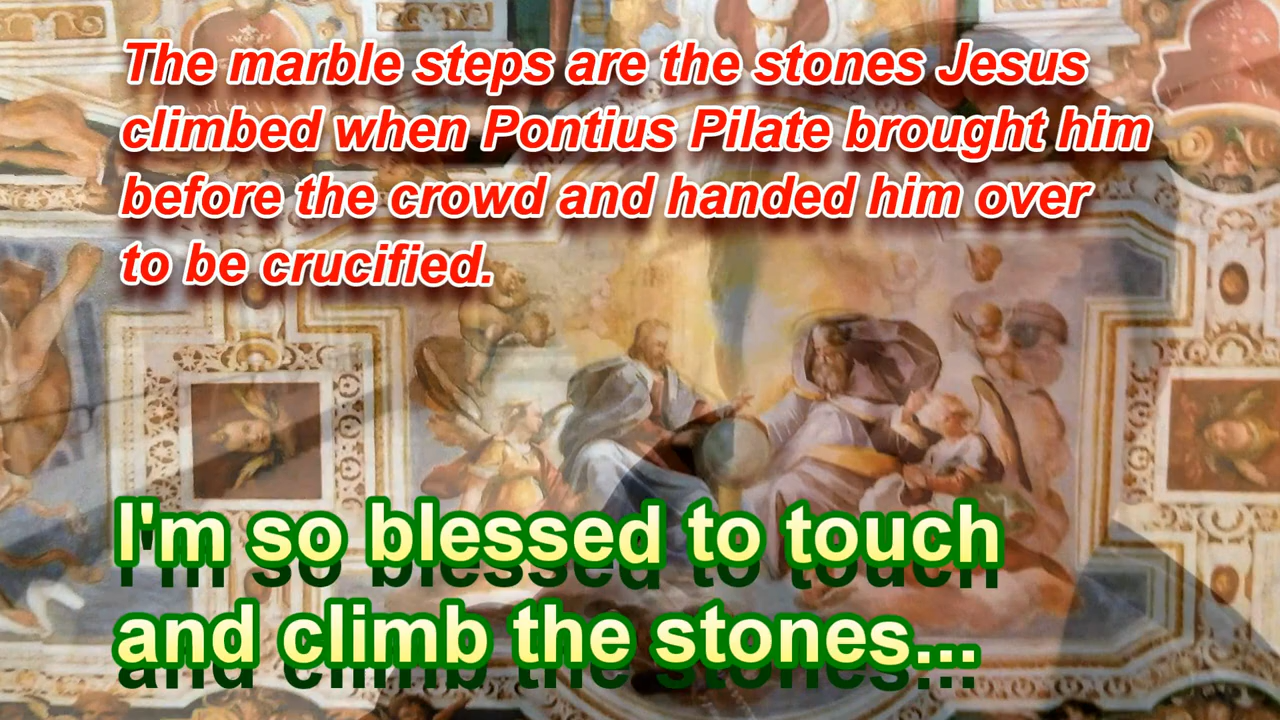 The marble steps are the stones Jesus
climbed when Pontius Pilate brought him
before the crowd and handed him over
to be crucified.
I'm so blessed to touch
and climb the stones...